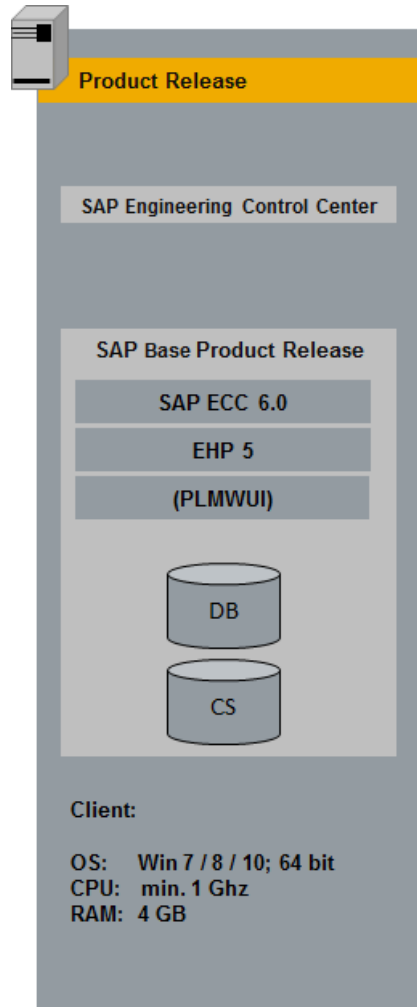 Product Release
SAP Engineering Control Center
SAP Base Product Release
SAP ECC 6.0
EHP 5
(PLMWUI)
DB
CS
Client:
OS: Win 7 / 8 / 10; 64 bit
CPU: min. 1 Ghz
RAM: 4 GB